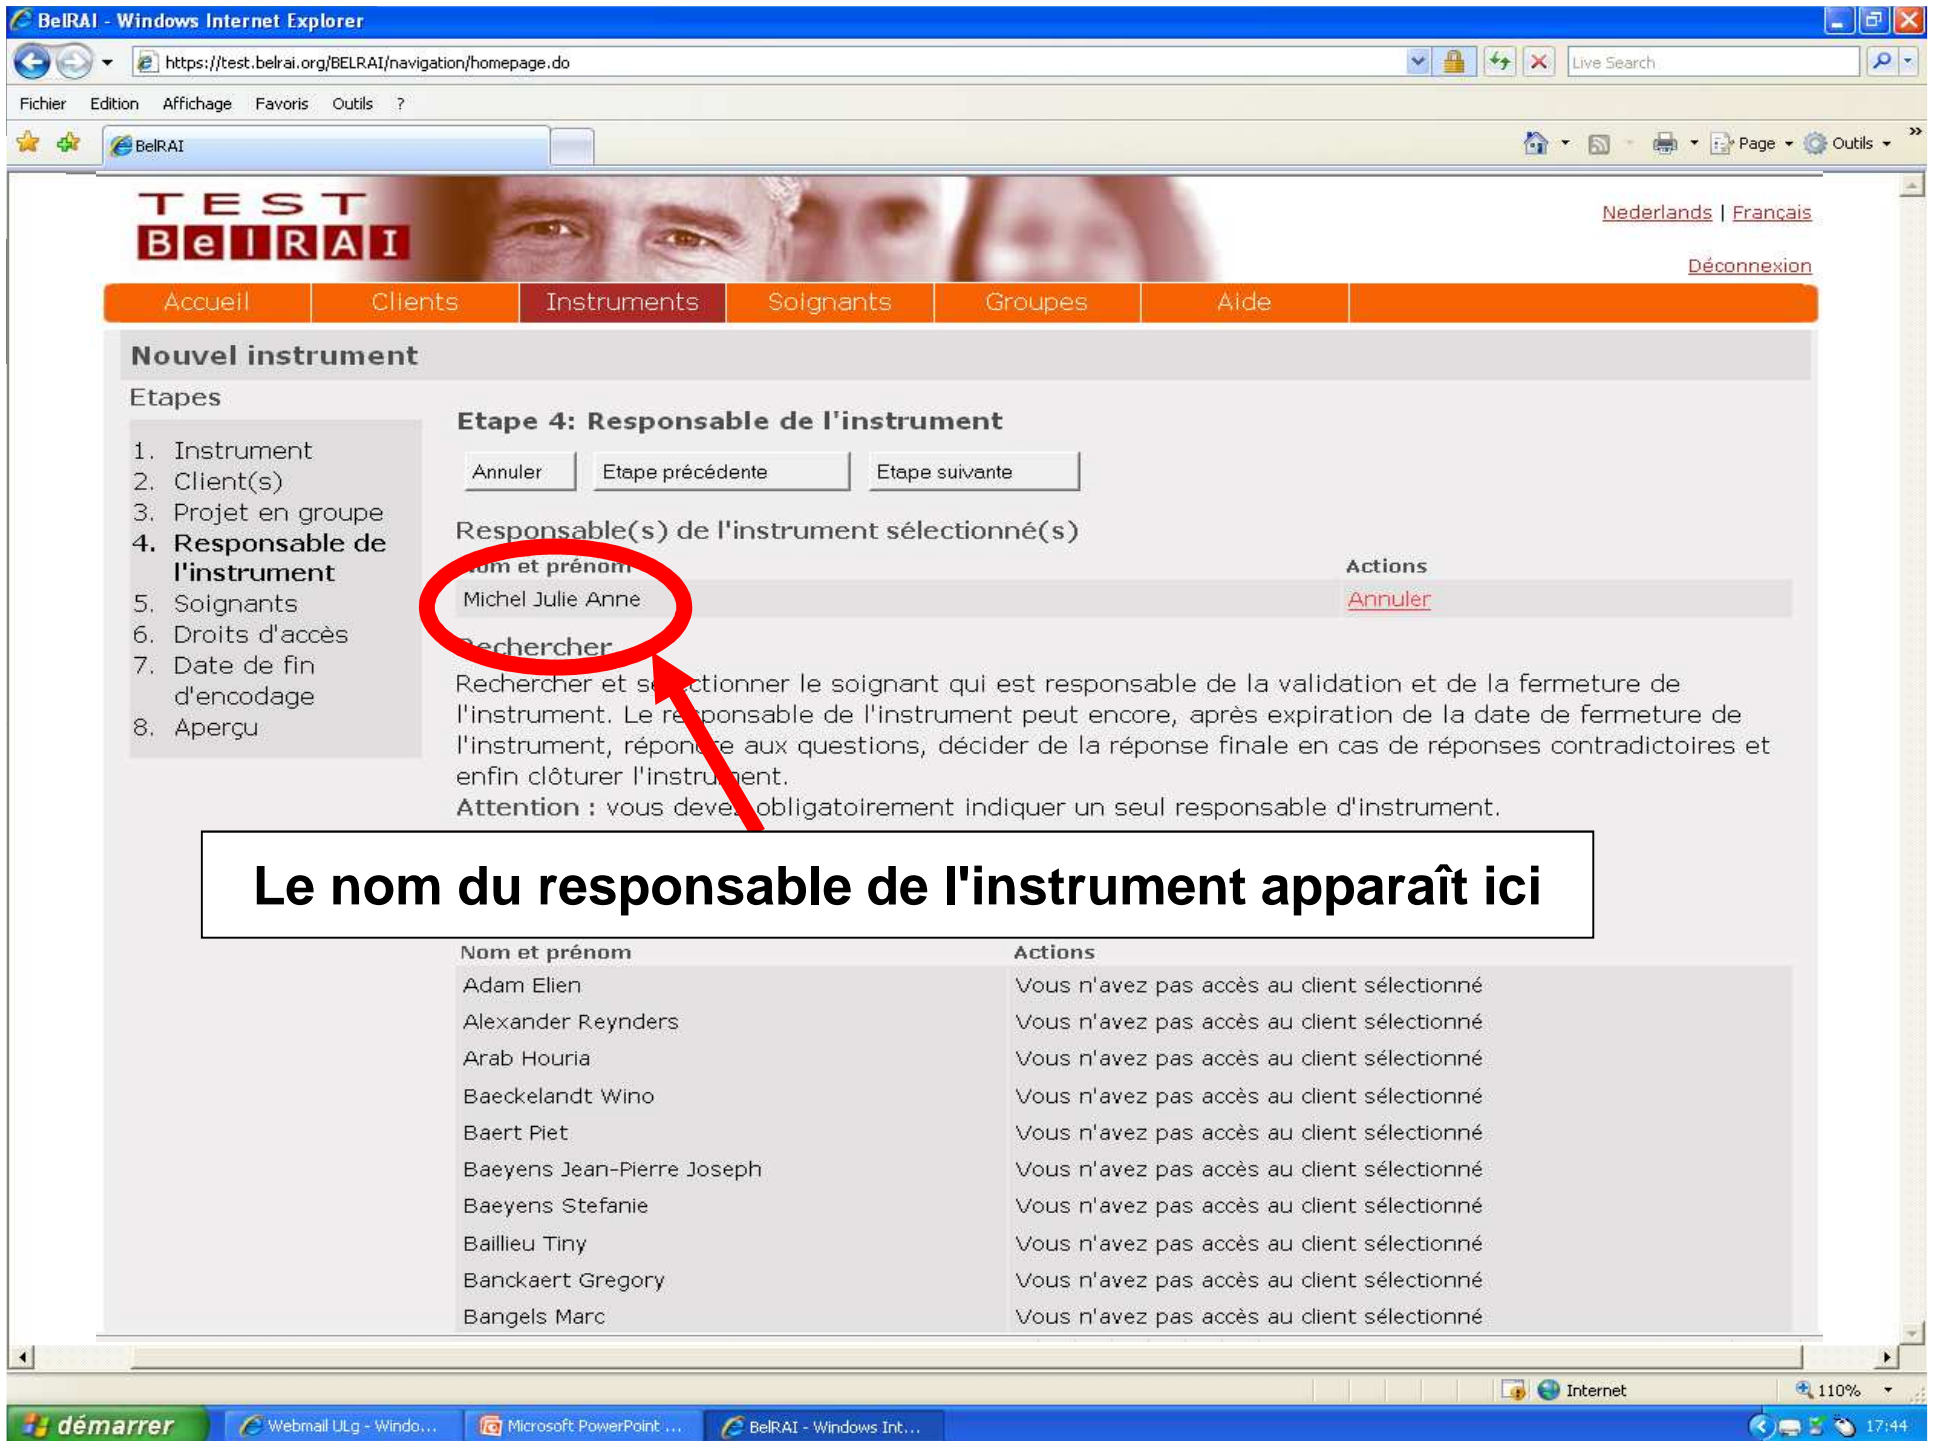 BelRAI - Windows Internet Explorer
https://test.belrai.org/BELRAI/navigation/homepage.do
Live Search
Fichier Edition Affichage Favoris Outils ?
BelRAI
Page Outils
TEST
BelRAI
Nederlands | Français
Déconnexion
Accueil Clients Instruments Soignants Groupes Aide
Nouvel instrument
Etapes
1. Instrument
2. Client(s)
3. Projet en groupe
4. Responsable de
l'instrument
5. Soignants
6. Droits d'accès
7. Date de fin
d'encodage
8. Aperçu
Etape 4: Responsable de l'instrument
Annuler Etape précédente Etape suivante
Responsable(s) de l'instrument sélectionné(s)
Nom et prénom Actions
Michel Julie Anne Annuler
Rechercher
Rechercher et sélectionner le soignant qui est responsable de la validation et de la fermeture de
l'instrument. Le responsable de l'instrument peut encore, après expiration de la date de fermeture de
l'instrument, répondre aux questions, décider de la réponse finale en cas de réponses contradictoires et
enfin clôturer l'instrument.
Attention : vous devez obligatoirement indiquer un seul responsable d'instrument.
Le nom du responsable de l'instrument apparaît ici
Nom et prénom Actions
Adam Elien Vous n'avez pas accès au client sélectionné
Alexander Reynders Vous n'avez pas accès au client sélectionné
Arab Houria Vous n'avez pas accès au client sélectionné
Baeckelandt Wino Vous n'avez pas accès au client sélectionné
Baert Piet Vous n'avez pas accès au client sélectionné
Baeyens Jean-Pierre Joseph Vous n'avez pas accès au client sélectionné
Baeyens Stefanie Vous n'avez pas accès au client sélectionné
Baillieu Tiny Vous n'avez pas accès au client sélectionné
Banckaert Gregory Vous n'avez pas accès au client sélectionné
Bangels Marc Vous n'avez pas accès au client sélectionné
Internet 110%
démarrer Webmail ULg - Windo... Microsoft PowerPoint ... BelRAI - Windows Int... 17:44